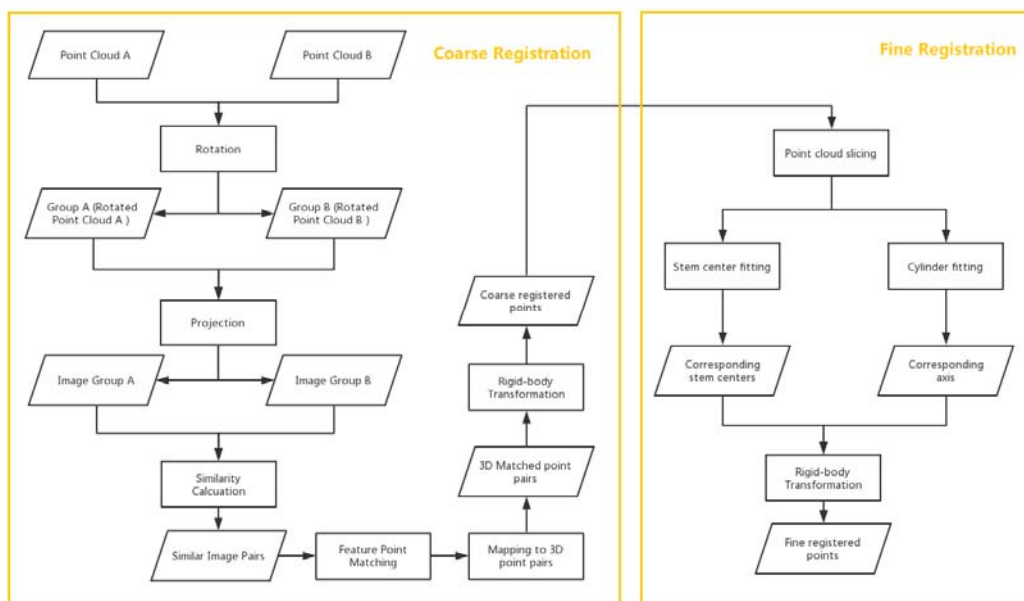 Coarse Registration
Point Cloud A
Point Cloud B
Rotation
Group A (Rotated
Point Cloud A )
Group B (Rotated
Point Cloud B )
Projection
Image Group A
Image Group B
Similarity
Calcuation
Similar Image Pairs
Feature Point
Matching
Mapping to 3D
point pairs
3D Matched point
pairs
Rigid-body
Transformation
Coarse registered
points
Fine Registration
Point cloud slicing
Stem center fitting
Cylinder fitting
Corresponding
stem centers
Corresponding
axis
Rigid-body
Transformation
Fine registered
points